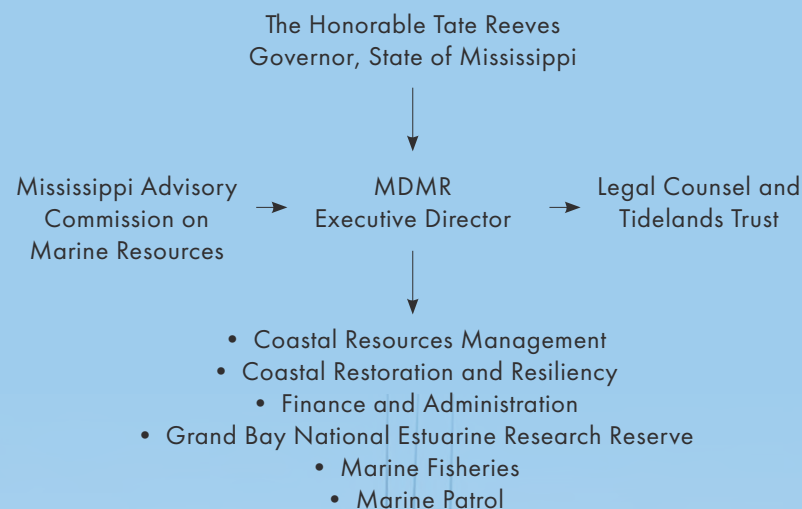 The Honorable Tate Reeves
Governor, State of Mississippi
Mississippi Advisory
Commission on
Marine Resources
MDMR
Executive Director
Legal Counsel and
Tidelands Trust
• Coastal Resources Management
• Coastal Restoration and Resiliency
• Finance and Administration
• Grand Bay National Estuarine Research Reserve
• Marine Fisheries
• Marine Patrol